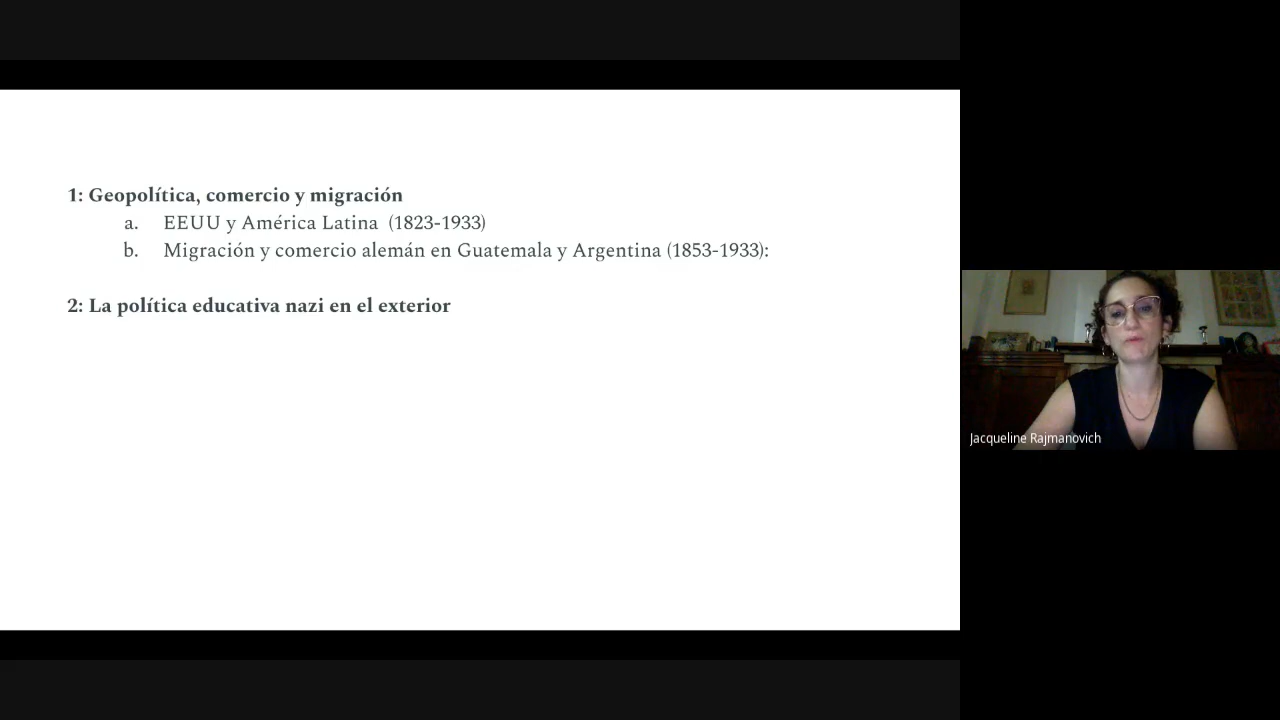 1: Geopolítica, comercio y migración
a. EEUU y América Latina (1823-1933)
b. Migración y comercio alemán en Guatemala y Argentina (1853-1933):
2: La política educativa nazi en el exterior
Jacqueline Rajmanovich